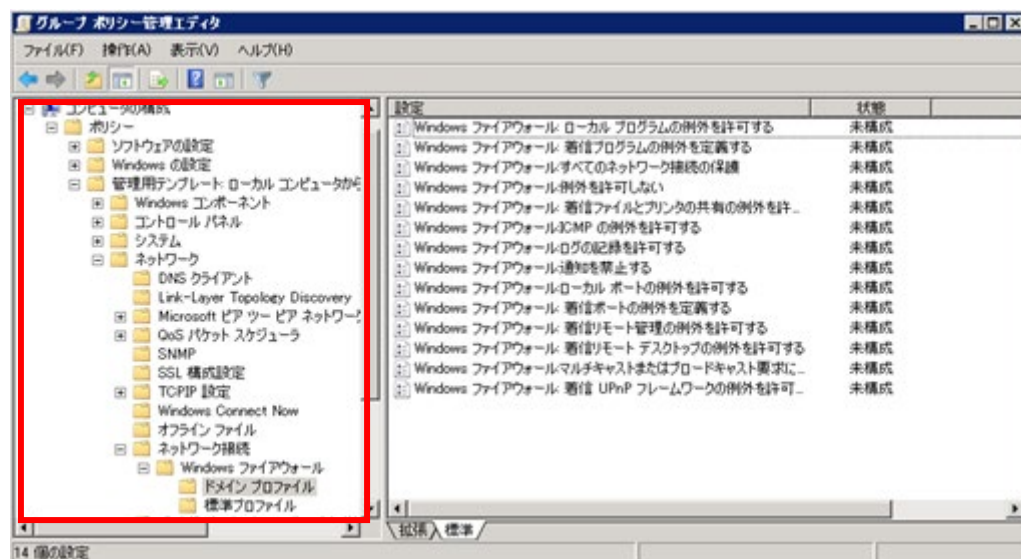 グループ ポリシー管理エディタ
ファイル(F) 操作(A) 表示(V) ヘルプ(H)
コンピュータの構成
ポリシー
ソフトウェアの設定
Windows の設定
管理用テンプレート: ローカル コンピュータから
Windows コンポーネント
コントロール パネル
システム
ネットワーク
DNS クライアント
Link-Layer Topology Discovery
Microsoft ピア ツー ピア ネットワーク
QoS パケット スケジューラ
SNMP
SSL 構成設定
TCPIP 設定
Windows Connect Now
オフライン ファイル
ネットワーク接続
Windows ファイアウォール
ドメイン プロファイル
標準プロファイル
設定 状態
Windows ファイアウォール: ローカル プログラムの例外を許可する 未構成
Windows ファイアウォール: 着信プログラムの例外を定義する 未構成
Windows ファイアウォール:すべてのネットワーク接続の保護 未構成
Windows ファイアウォール:例外を許可しない 未構成
Windows ファイアウォール: 着信ファイルとプリンタの共有の例外を許... 未構成
Windows ファイアウォール:ICMP の例外を許可する 未構成
Windows ファイアウォール:ログの記録を許可する 未構成
Windows ファイアウォール:通知を禁止する 未構成
Windows ファイアウォール:ローカル ポートの例外を許可する 未構成
Windows ファイアウォール: 着信ポートの例外を定義する 未構成
Windows ファイアウォール: 着信リモート管理の例外を許可する 未構成
Windows ファイアウォール: 着信リモート デスクトップの例外を許可する 未構成
Windows ファイアウォール:マルチキャストまたはブロードキャスト要求に... 未構成
Windows ファイアウォール: 着信 UPnP フレームワークの例外を許可... 未構成
拡張 標準
14 個の設定